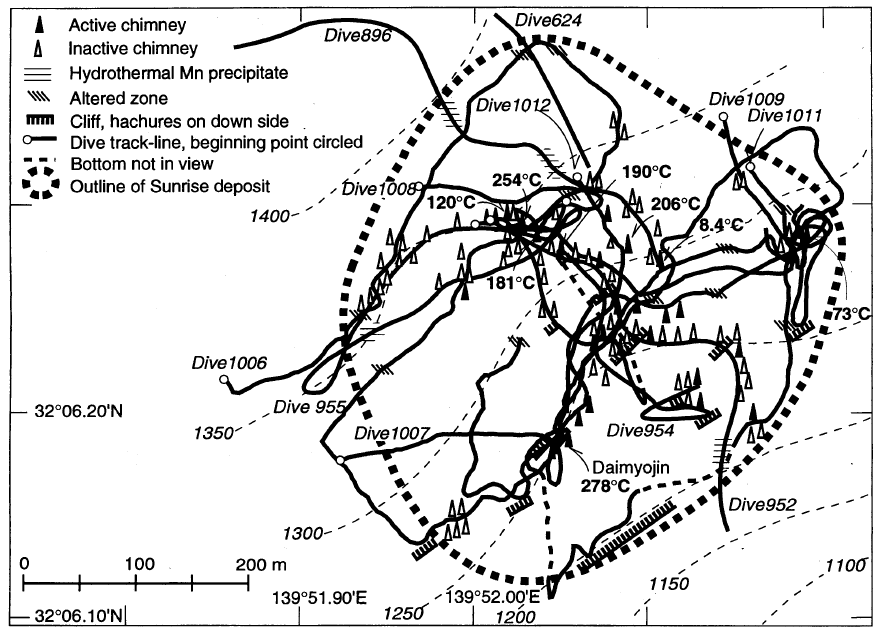 Active chimney
Inactive chimney
Hydrothermal Mn precipitate
Altered zone
Cliff, hachures on down side
Dive track-line, beginning point circled
Bottom not in view
Outline of Sunrise deposit
Dive896
Dive624
Dive1012
Dive1009
Dive1011
Dive1008
254°C
190°C
120°C
206°C
8.4°C
1400
181°C
73°C
Dive1006
Dive 955
32°06.20'N
1350
Dive1007
Dive954
Daimyojin
278°C
Dive952
1300
0 100 200 m
1100
1150
139°51.90'E
139°52.00'E
1250
1200
32°06.10'N